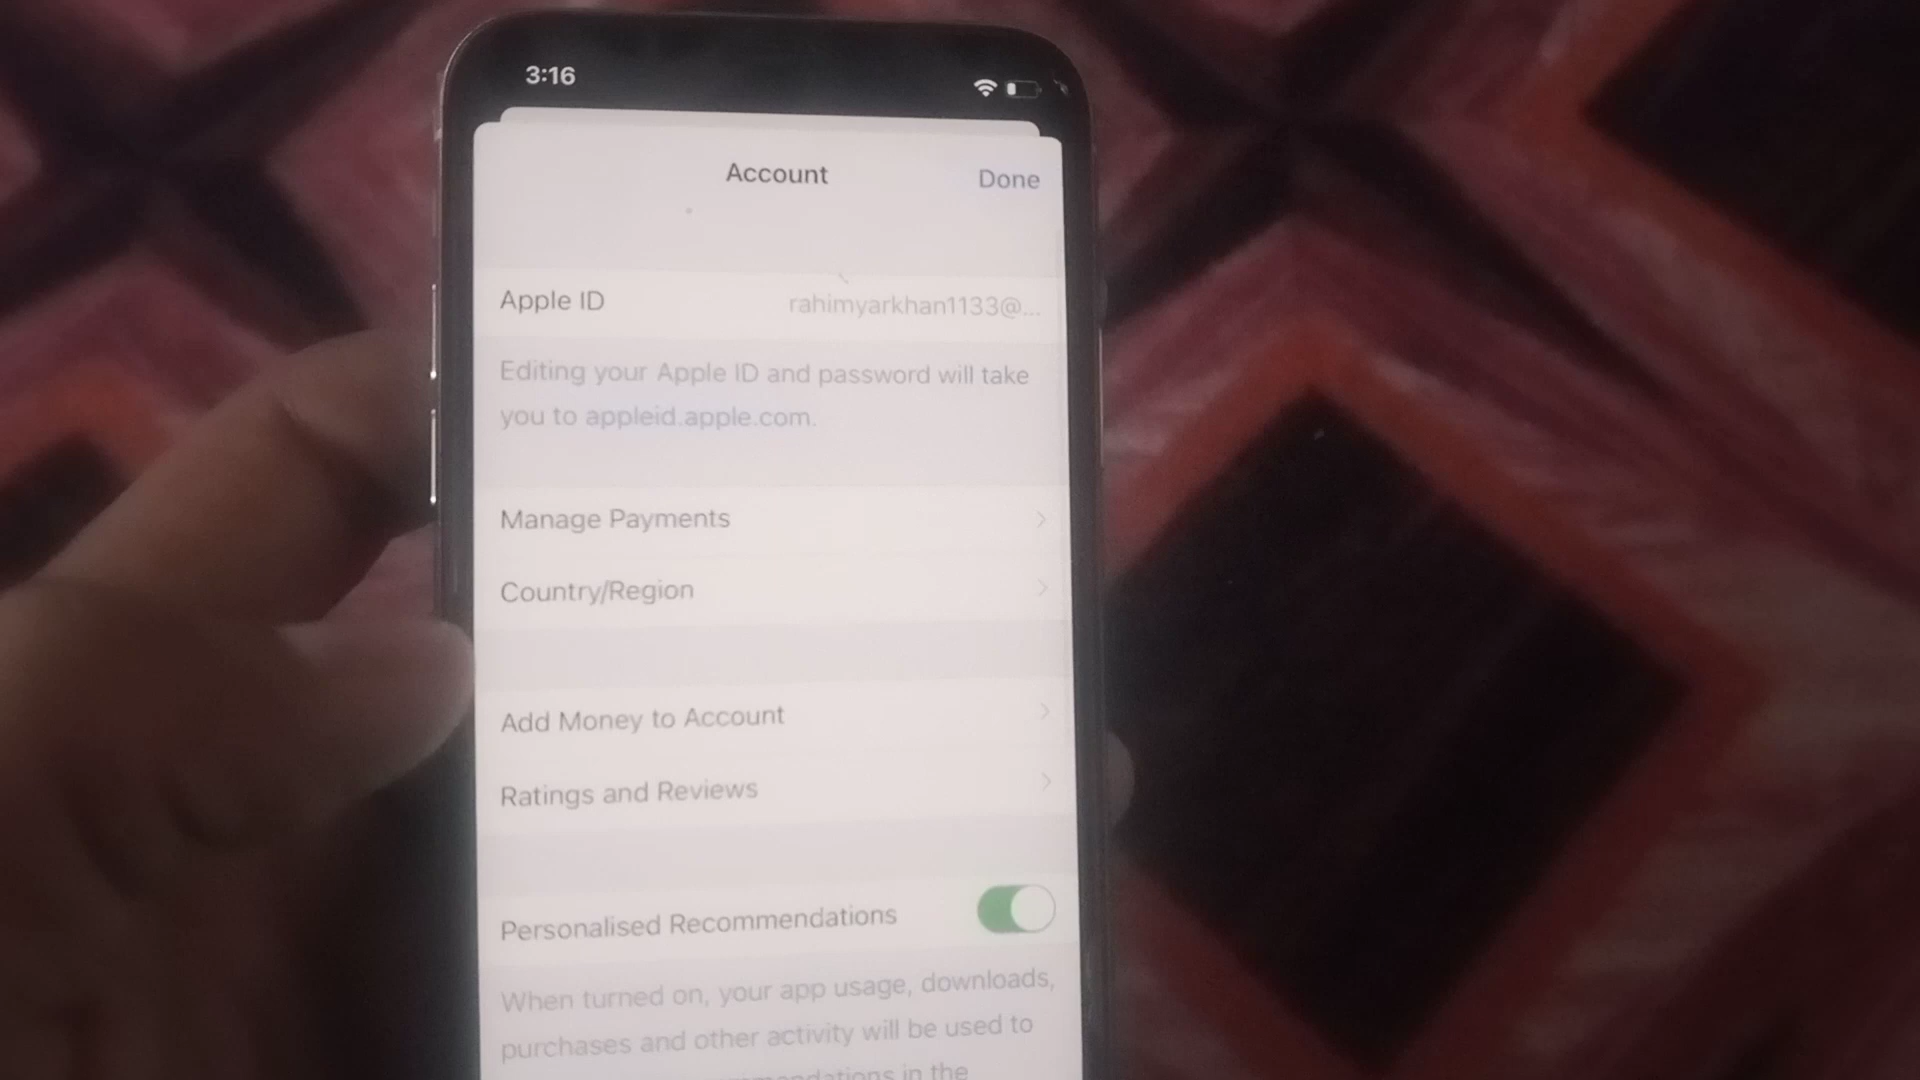 3:16
Account
Done
Apple ID
rahimyarkhan1133@...
Editing your Apple ID and password will take
you to appleid.apple.com.
Manage Payments
Country/Region
Add Money to Account
Ratings and Reviews
Personalised Recommendations
When turned on, your app usage, downloads,
purchases and other activity will be used to
in the